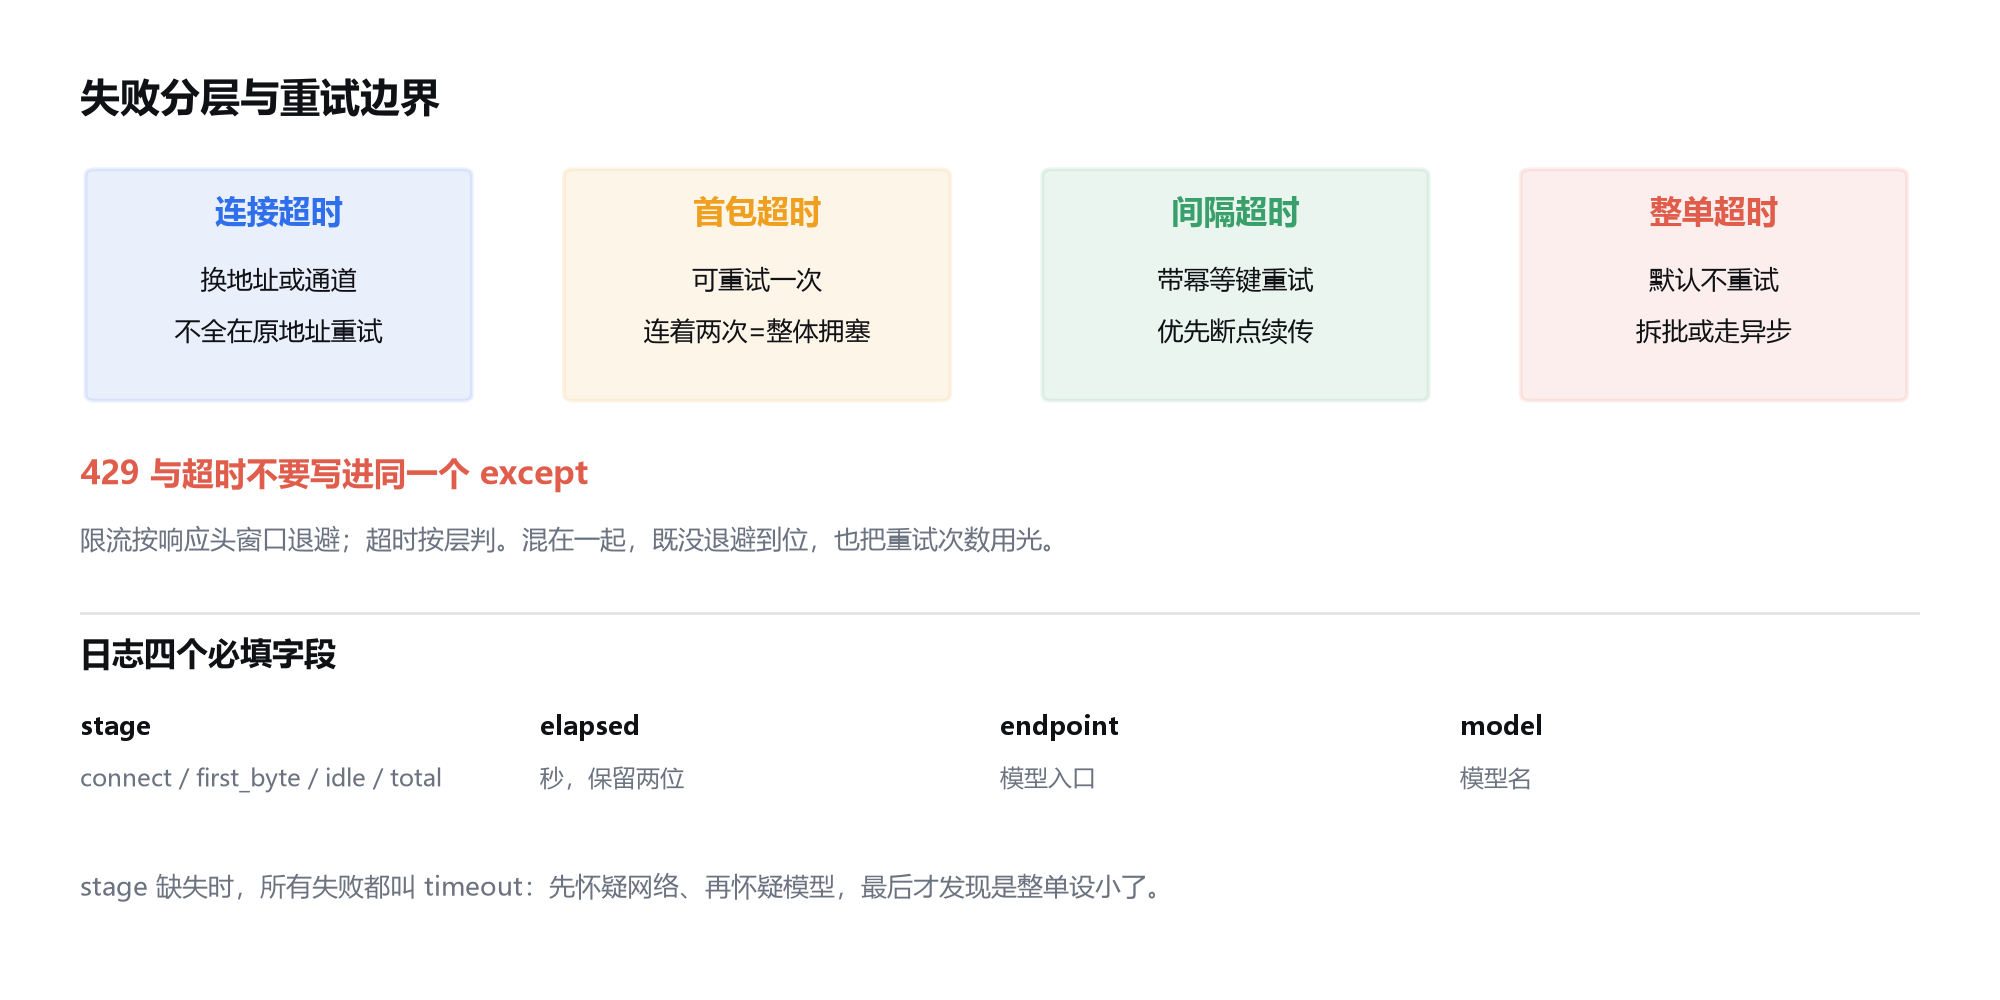 失败分层与重试边界
连接超时
换地址或通道
不全在原地址重试
首包超时
可重试一次
连着两次=整体拥塞
间隔超时
带幂等键重试
优先断点续传
整单超时
默认不重试
拆批或走异步
429 与超时不要写进同一个 except
限流按响应头窗口退避；超时按层判。混在一起，既没退避到位，也把重试次数用光。
日志四个必填字段
stage
connect / first_byte / idle / total
elapsed
秒，保留两位
endpoint
模型入口
model
模型名
stage 缺失时，所有失败都叫 timeout：先怀疑网络、再怀疑模型，最后才发现是整单设小了。